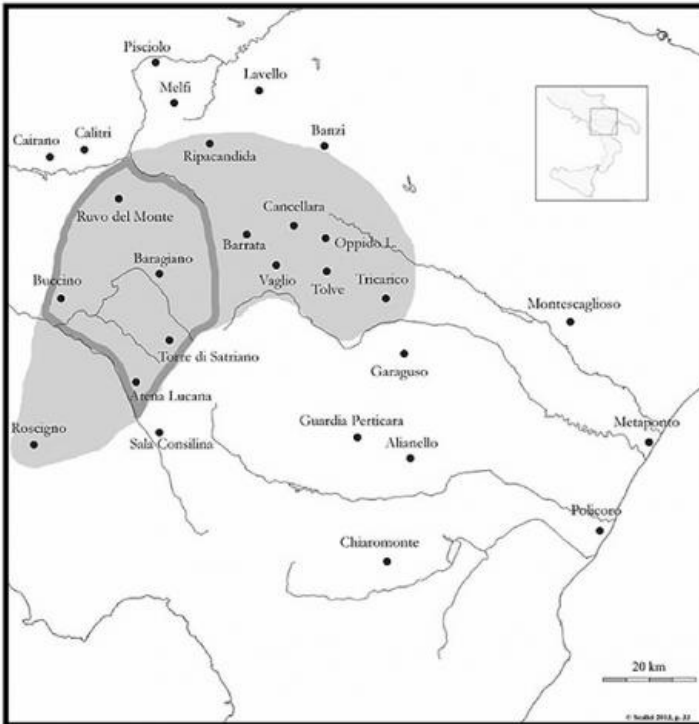 Pisciolo
Melfi
Lavello
Cairano
Calitri
Ripacandida
Banzi
Ruvo del Monte
Cancellara
Barrata
Oppido L.
Baragiano
Vaglio
Tolve
Tricarico
Buccino
Montescaglioso
Torre di Satriano
Garaguso
Arena Lucana
Roscigno
Sala Consilina
Guardia Perticara
Alianello
Metaponto
Policoro
Chiaromonte
20 km